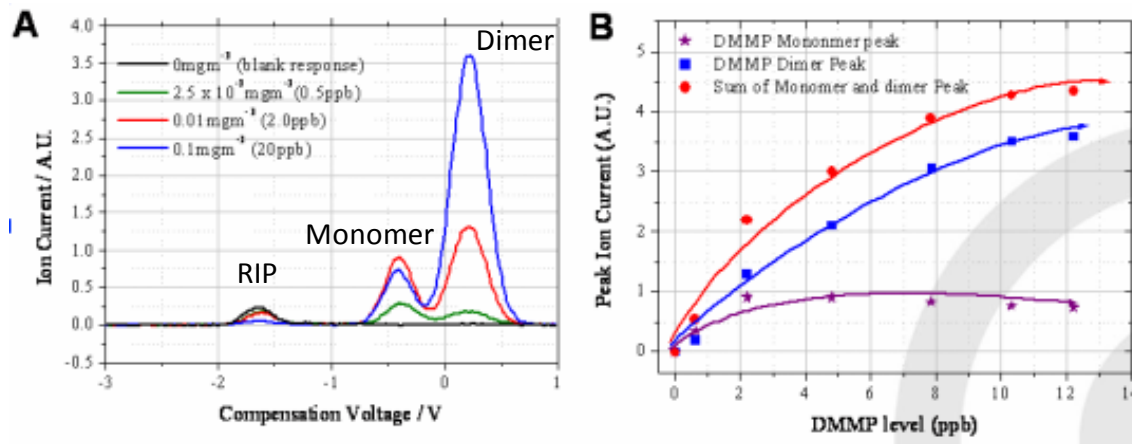 A
Dimer
0mgm⁻³ (blank response)
2.5 x 10⁻³mgm⁻³(0.5ppb)
0.01mgm⁻³ (2.0ppb)
0.1mgm⁻³ (20ppb)
Monomer
RIP
4.0
3.5
3.0
2.5
2.0
1.5
1.0
0.5
0.0
-0.5
-3
-2
-1
0
1
Ion Current / A.U.
Compensation Voltage / V
B
DMMP Mononmer peak
DMMP Dimer Peak
Sum of Monomer and dimer Peak
5
4
3
2
1
0
0
2
4
6
8
10
12
14
Peak Ion Current (A.U.)
DMMP level (ppb)